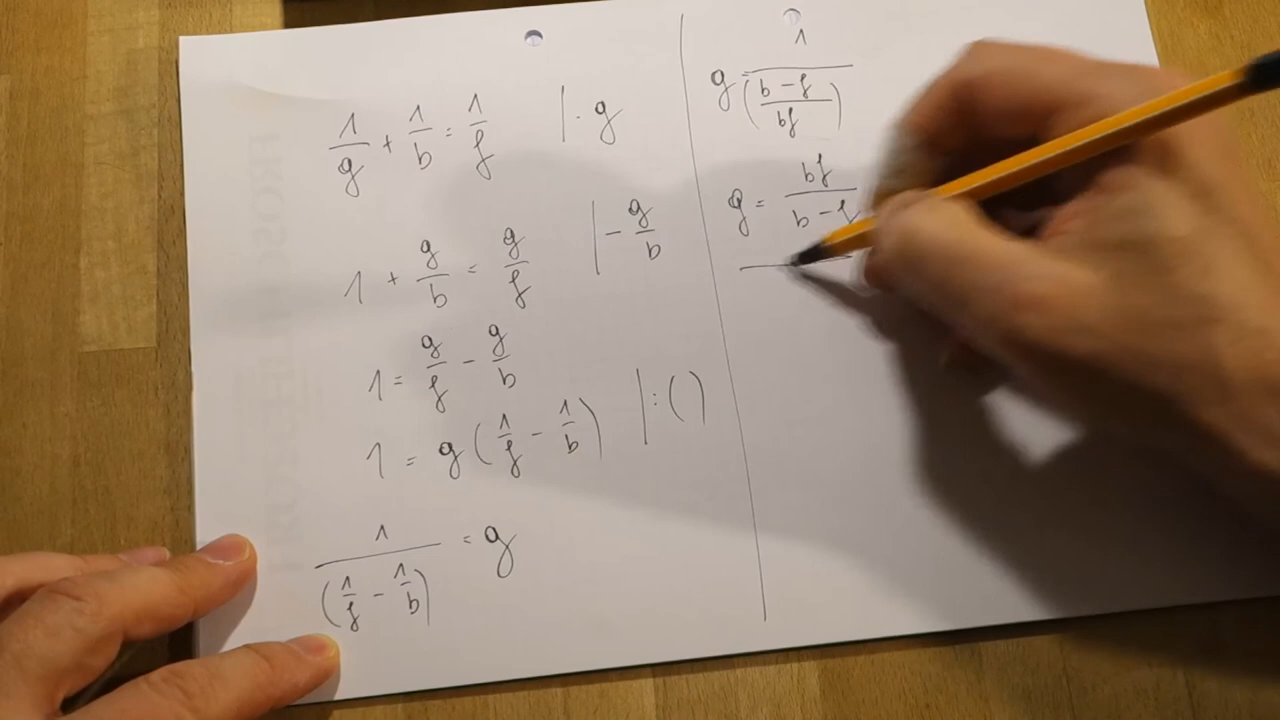 1/g + 1/b = 1/f | · g
1 + g/b = g/f | − g/b
1 = g/f − g/b
1 = g (1/f − 1/b) | : ( )
1/(1/f − 1/b) = g
g = 1/((b − f)/bf)
g = bf/(b − f)